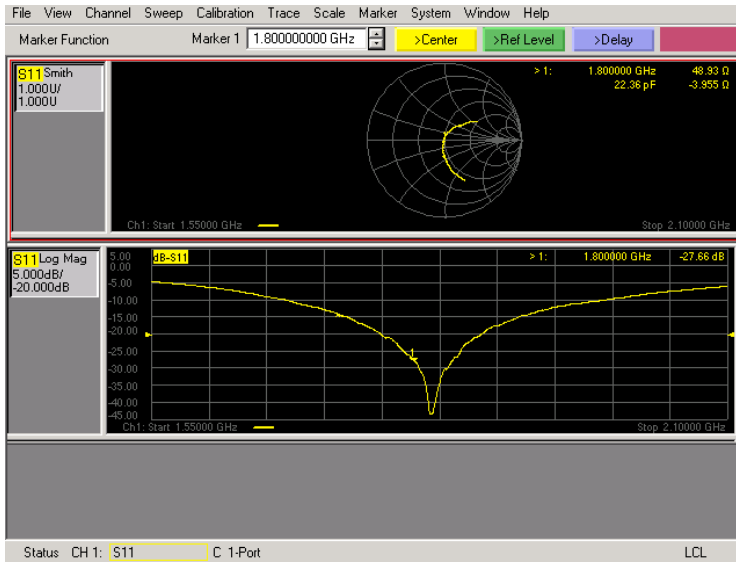 File View Channel Sweep Calibration Trace Scale Marker System Window Help
Marker Function Marker 1 1.800000000 GHz >Center >Ref Level >Delay
S11 Smith
1.000U/
1.000U
> 1: 1.800000 GHz 48.93 Ω
22.36 pF -3.955 Ω
Ch1: Start 1.55000 GHz Stop 2.10000 GHz
S11 Log Mag
5.000dB/
-20.000dB
dB-S11
> 1: 1.800000 GHz -27.66 dB
5.00
0.00
-5.00
-10.00
-15.00
-20.00
-25.00
-30.00
-35.00
-40.00
-45.00
1
Ch1: Start 1.55000 GHz Stop 2.10000 GHz
Status CH 1: S11 C 1-Port LCL